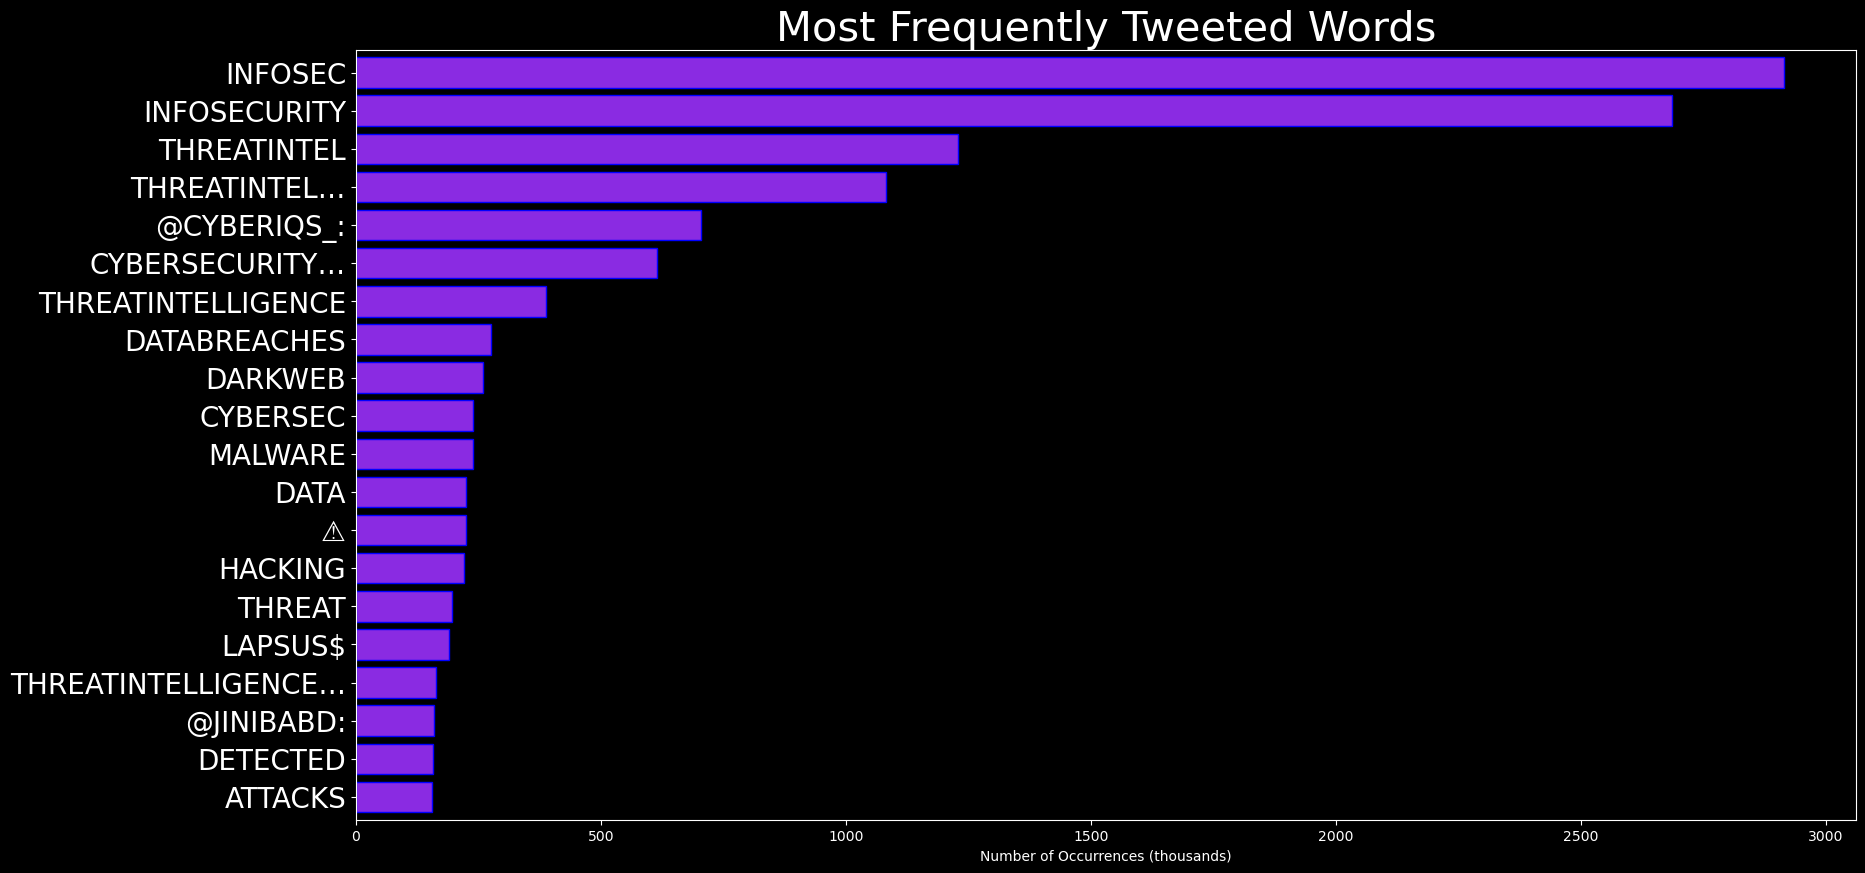 Most Frequently Tweeted Words
INFOSEC
INFOSECURITY
THREATINTEL
THREATINTEL…
@CYBERIQS_:
CYBERSECURITY…
THREATINTELLIGENCE
DATABREACHES
DARKWEB
CYBERSEC
MALWARE
DATA
⚠
HACKING
THREAT
LAPSUS$
THREATINTELLIGENCE…
@JINIBABD:
DETECTED
ATTACKS
0 500 1000 1500 2000 2500 3000
Number of Occurrences (thousands)